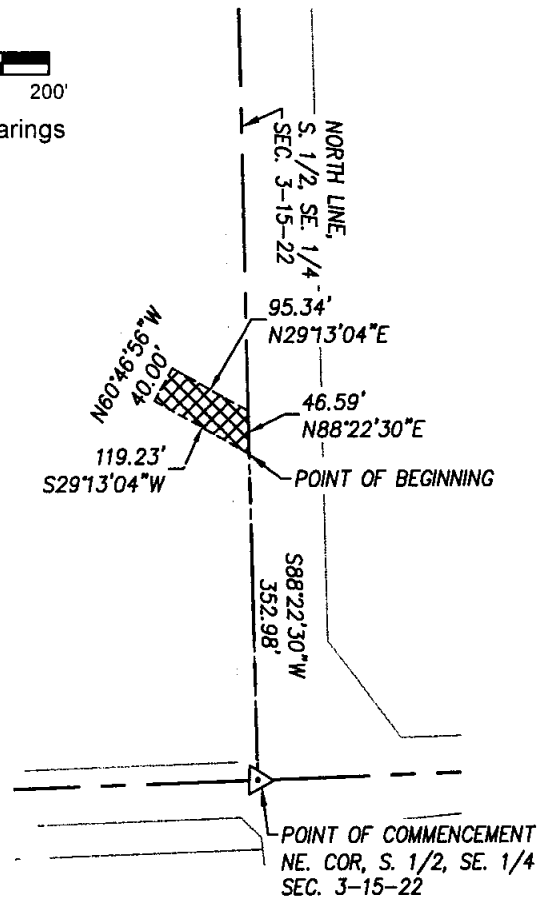 200'
arings
NORTH LINE,
S. 1/2, SE. 1/4
SEC. 3-15-22
95.34'
N29°13'04"E
N60°46'56"W
40.00'
46.59'
N88°22'30"E
119.23'
S29°13'04"W
POINT OF BEGINNING
S88°22'30"W
352.98'
POINT OF COMMENCEMENT
NE. COR, S. 1/2, SE. 1/4
SEC. 3-15-22